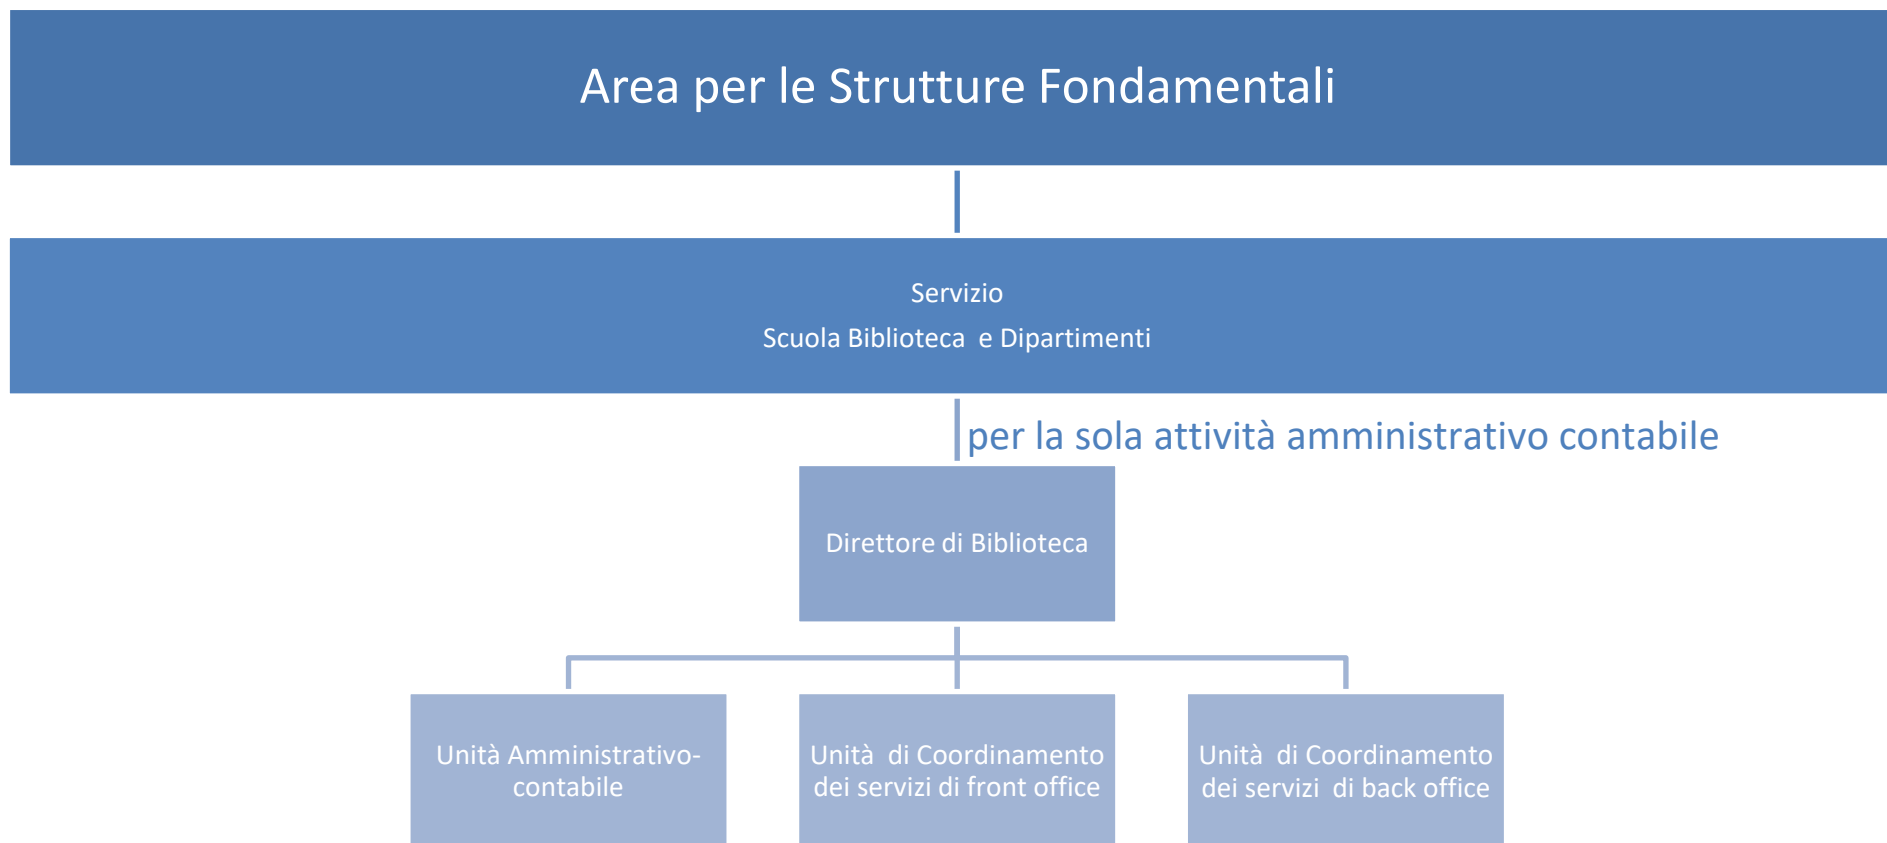 Area per le Strutture Fondamentali
Servizio
Scuola Biblioteca e Dipartimenti
per la sola attività amministrativo contabile
Direttore di Biblioteca
Unità Amministrativo-
contabile
Unità di Coordinamento
dei servizi di front office
Unità di Coordinamento
dei servizi di back office